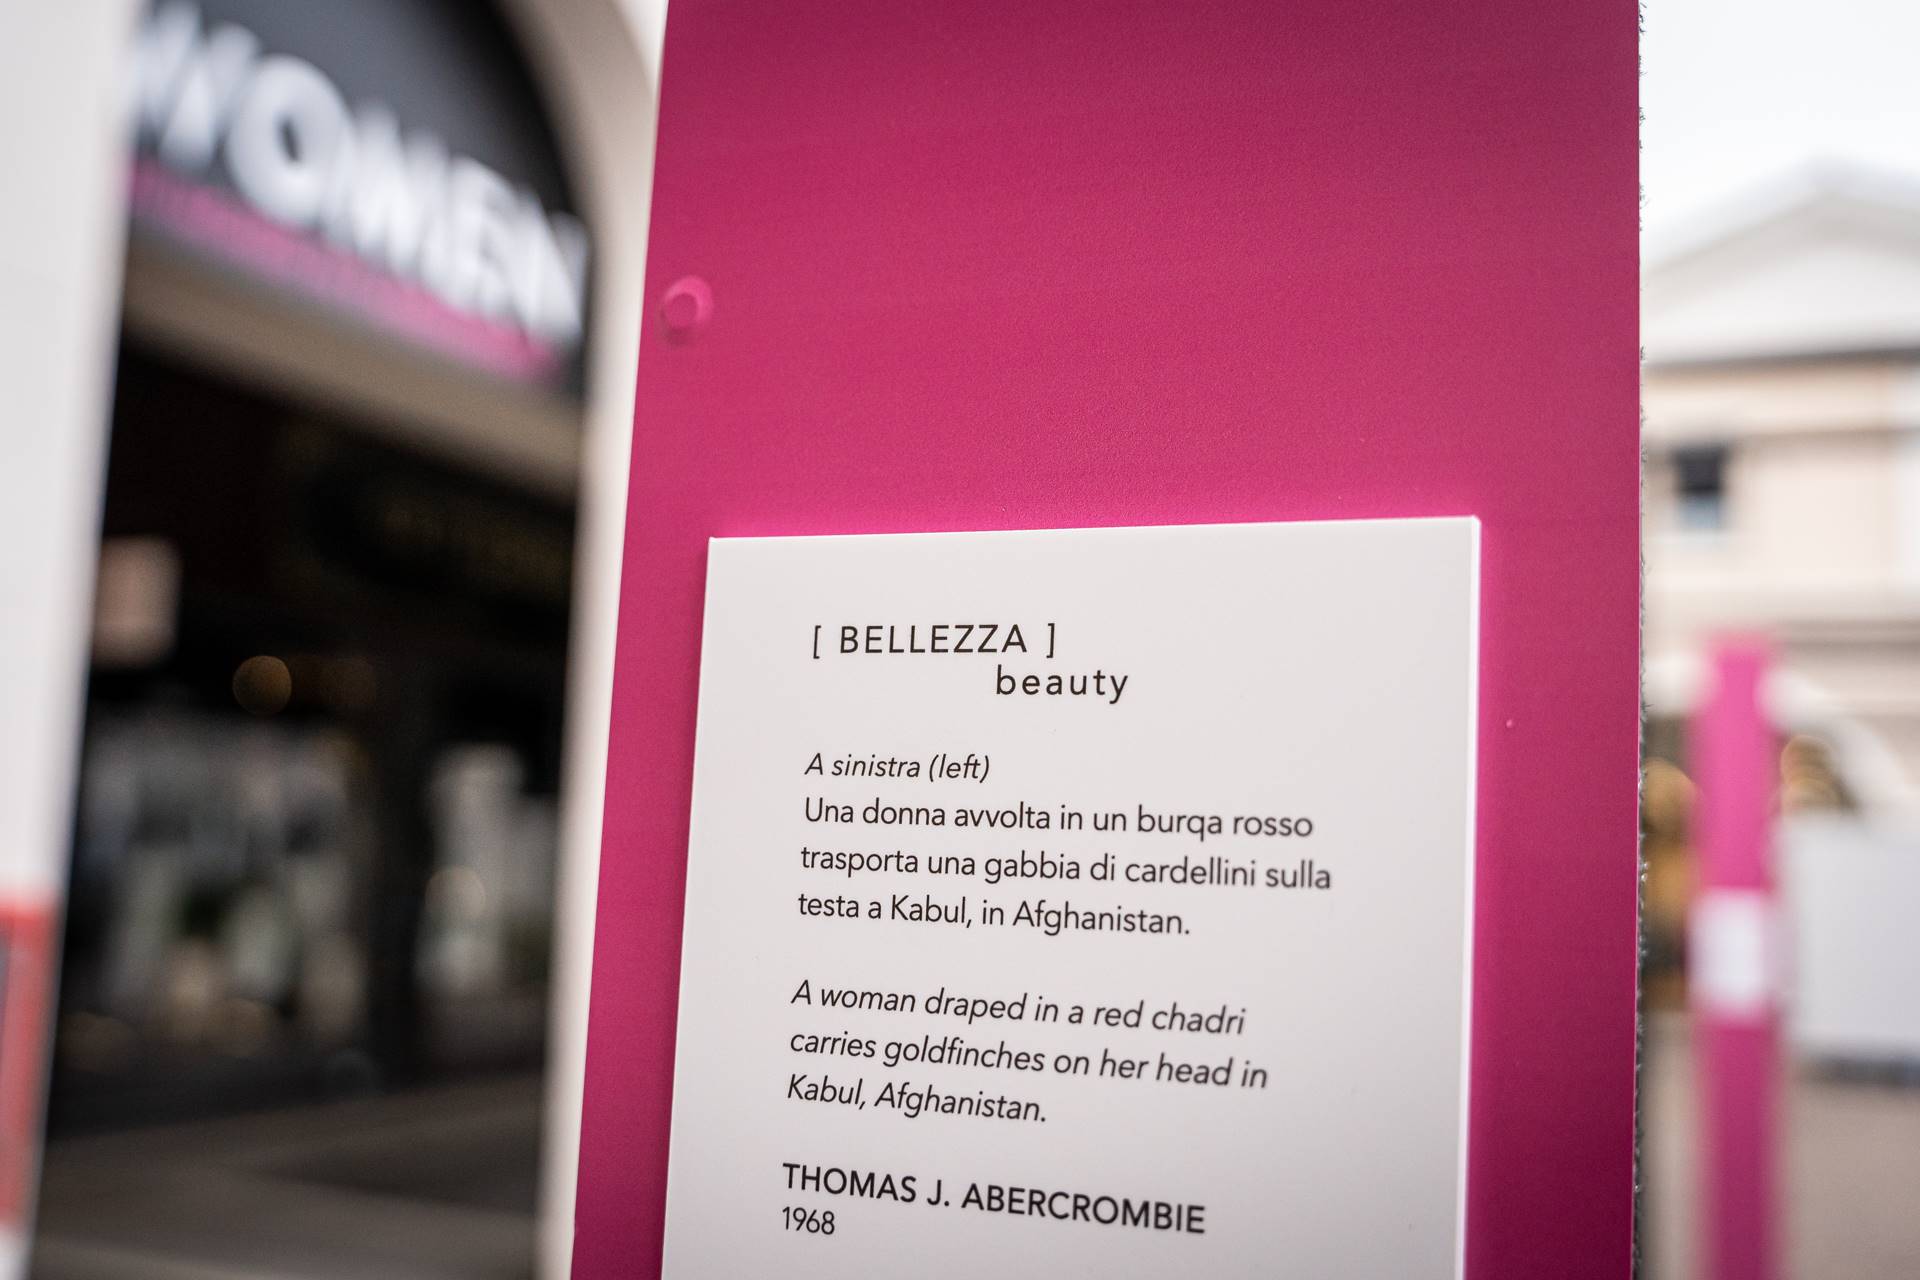 WOMEN
[ BELLEZZA ]
beauty
A sinistra (left)
Una donna avvolta in un burqa rosso
trasporta una gabbia di cardellini sulla
testa a Kabul, in Afghanistan.
A woman draped in a red chadri
carries goldfinches on her head in
Kabul, Afghanistan.
THOMAS J. ABERCROMBIE
1968